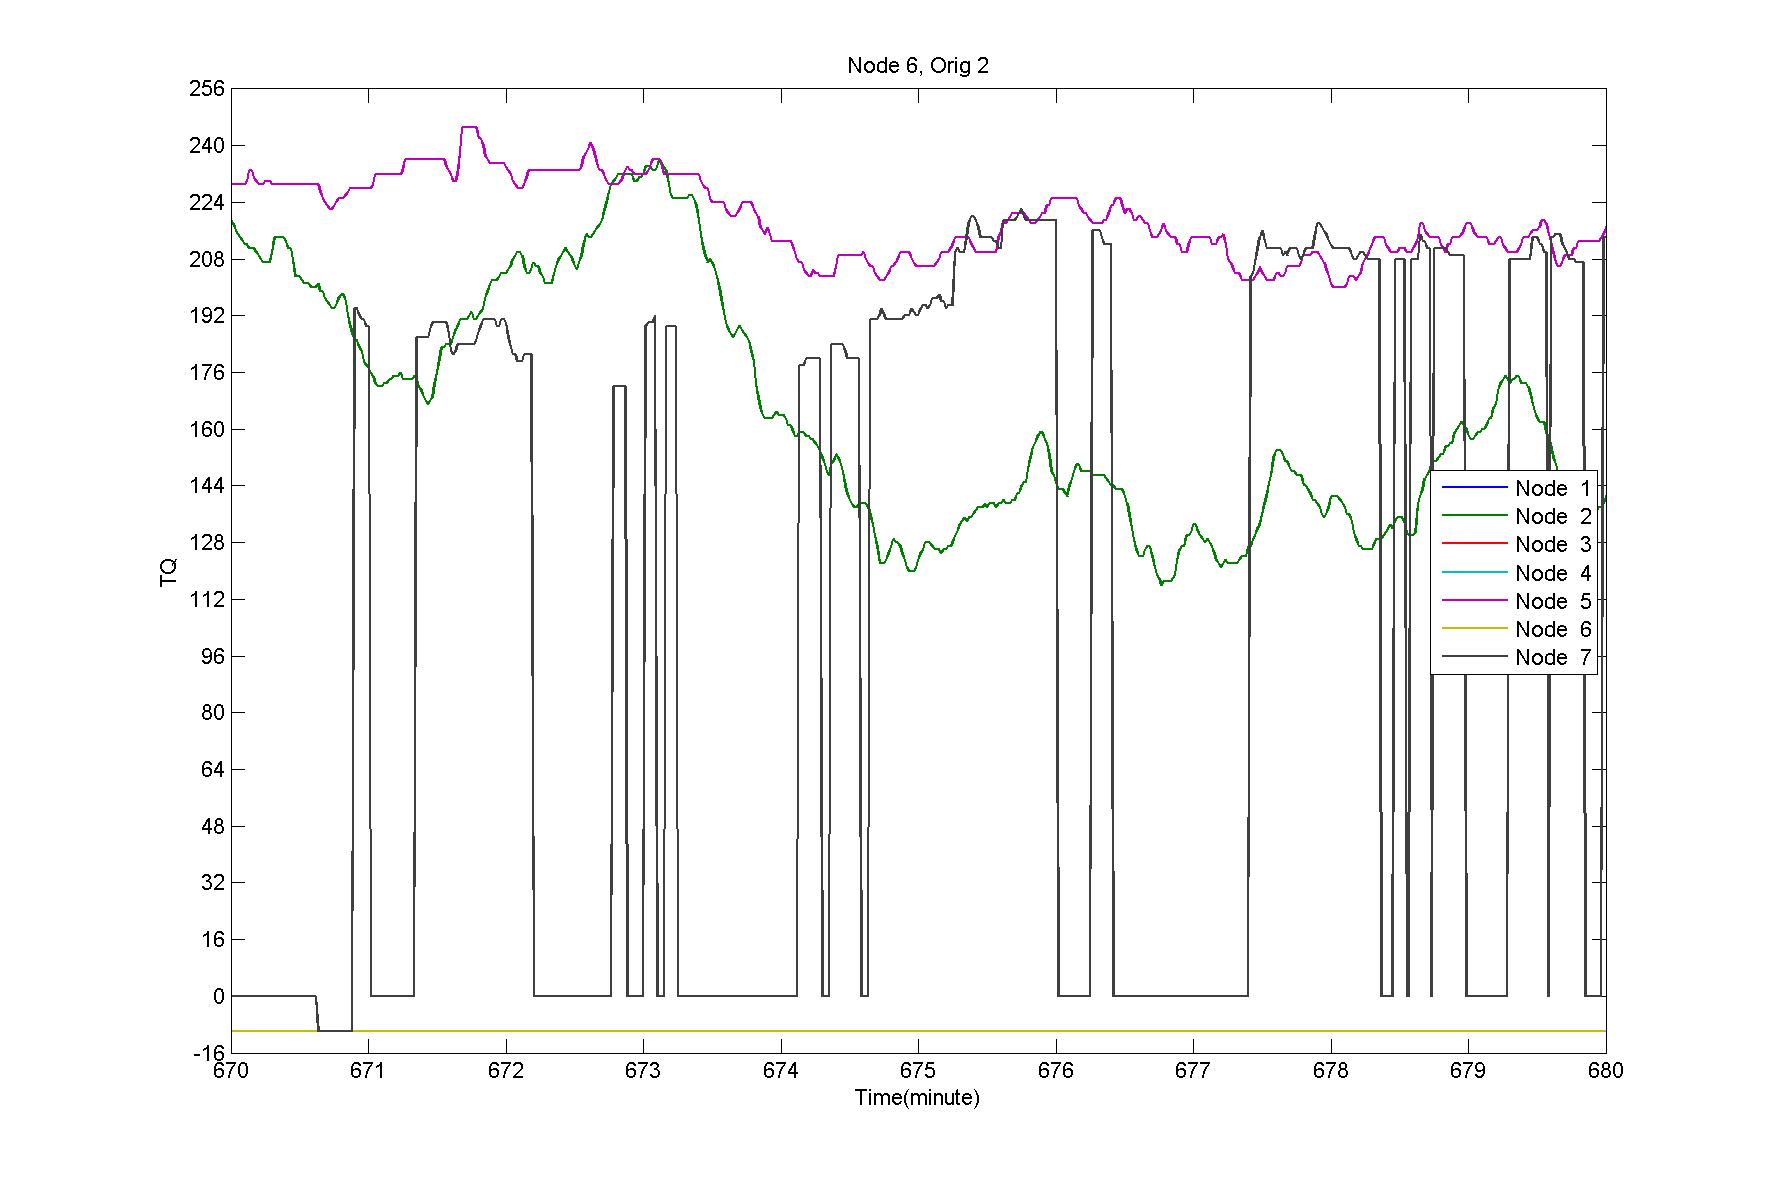 Node 6, Orig 2
256
240
224
208
192
176
160
144
128
112
96
80
64
48
32
16
0
-16
TQ
Node 1
Node 2
Node 3
Node 4
Node 5
Node 6
Node 7
670 671 672 673 674 675 676 677 678 679 680
Time(minute)